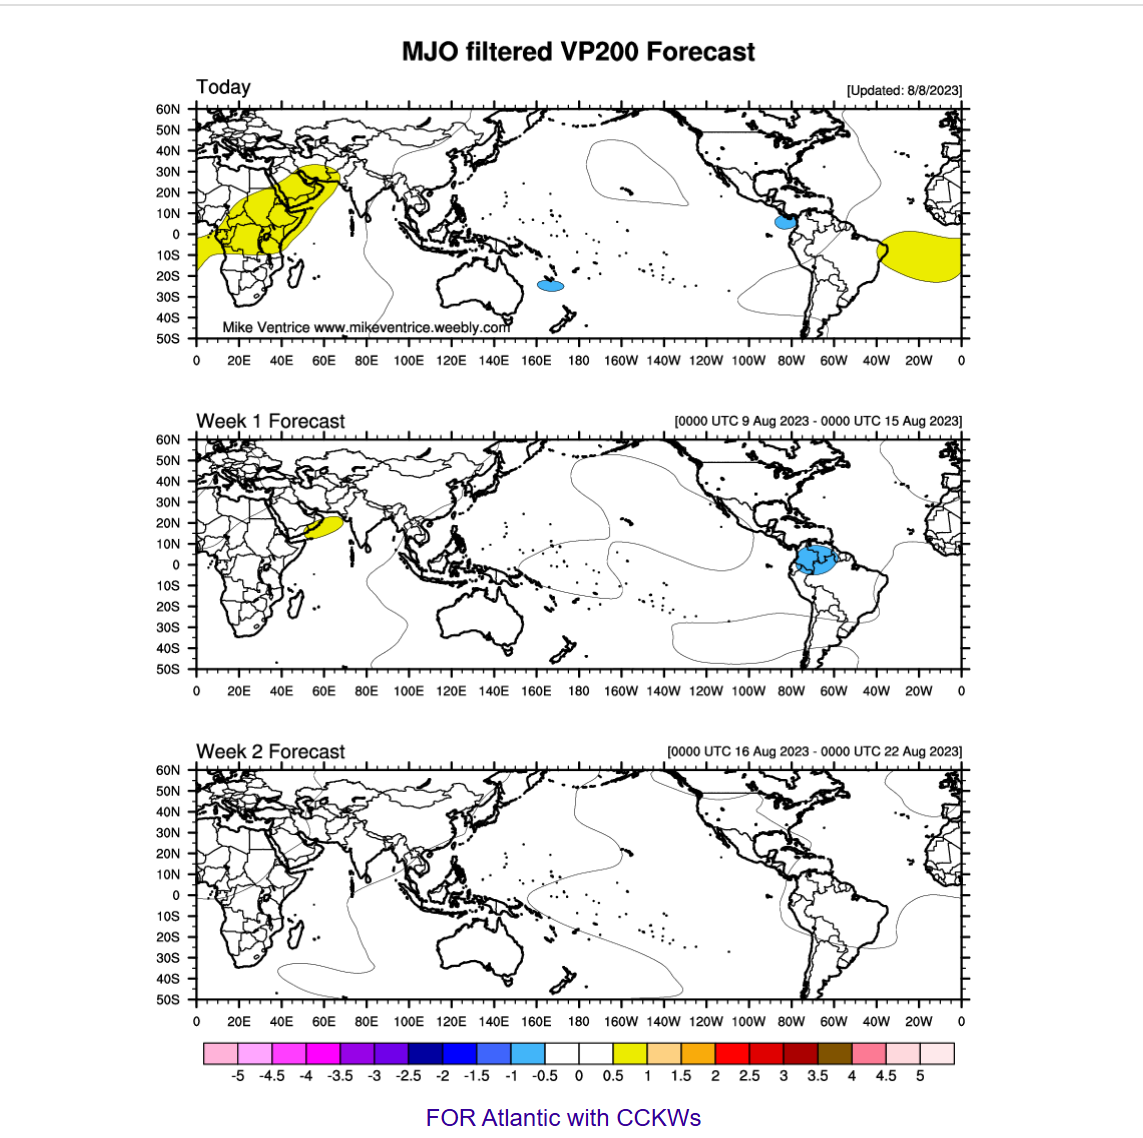 MJO filtered VP200 Forecast
Today
[Updated: 8/8/2023]
60N
50N
40N
30N
20N
10N
0
10S
20S
30S
40S
50S
Mike Ventrice www.mikeventrice.weebly.com
0 20E 40E 60E 80E 100E 120E 140E 160E 180 160W 140W 120W 100W 80W 60W 40W 20W 0
Week 1 Forecast
[0000 UTC 9 Aug 2023 - 0000 UTC 15 Aug 2023]
60N
50N
40N
30N
20N
10N
0
10S
20S
30S
40S
50S
0 20E 40E 60E 80E 100E 120E 140E 160E 180 160W 140W 120W 100W 80W 60W 40W 20W 0
Week 2 Forecast
[0000 UTC 16 Aug 2023 - 0000 UTC 22 Aug 2023]
60N
50N
40N
30N
20N
10N
0
10S
20S
30S
40S
50S
0 20E 40E 60E 80E 100E 120E 140E 160E 180 160W 140W 120W 100W 80W 60W 40W 20W 0
-5 -4.5 -4 -3.5 -3 -2.5 -2 -1.5 -1 -0.5 0 0.5 1 1.5 2 2.5 3 3.5 4 4.5 5
FOR Atlantic with CCKWs